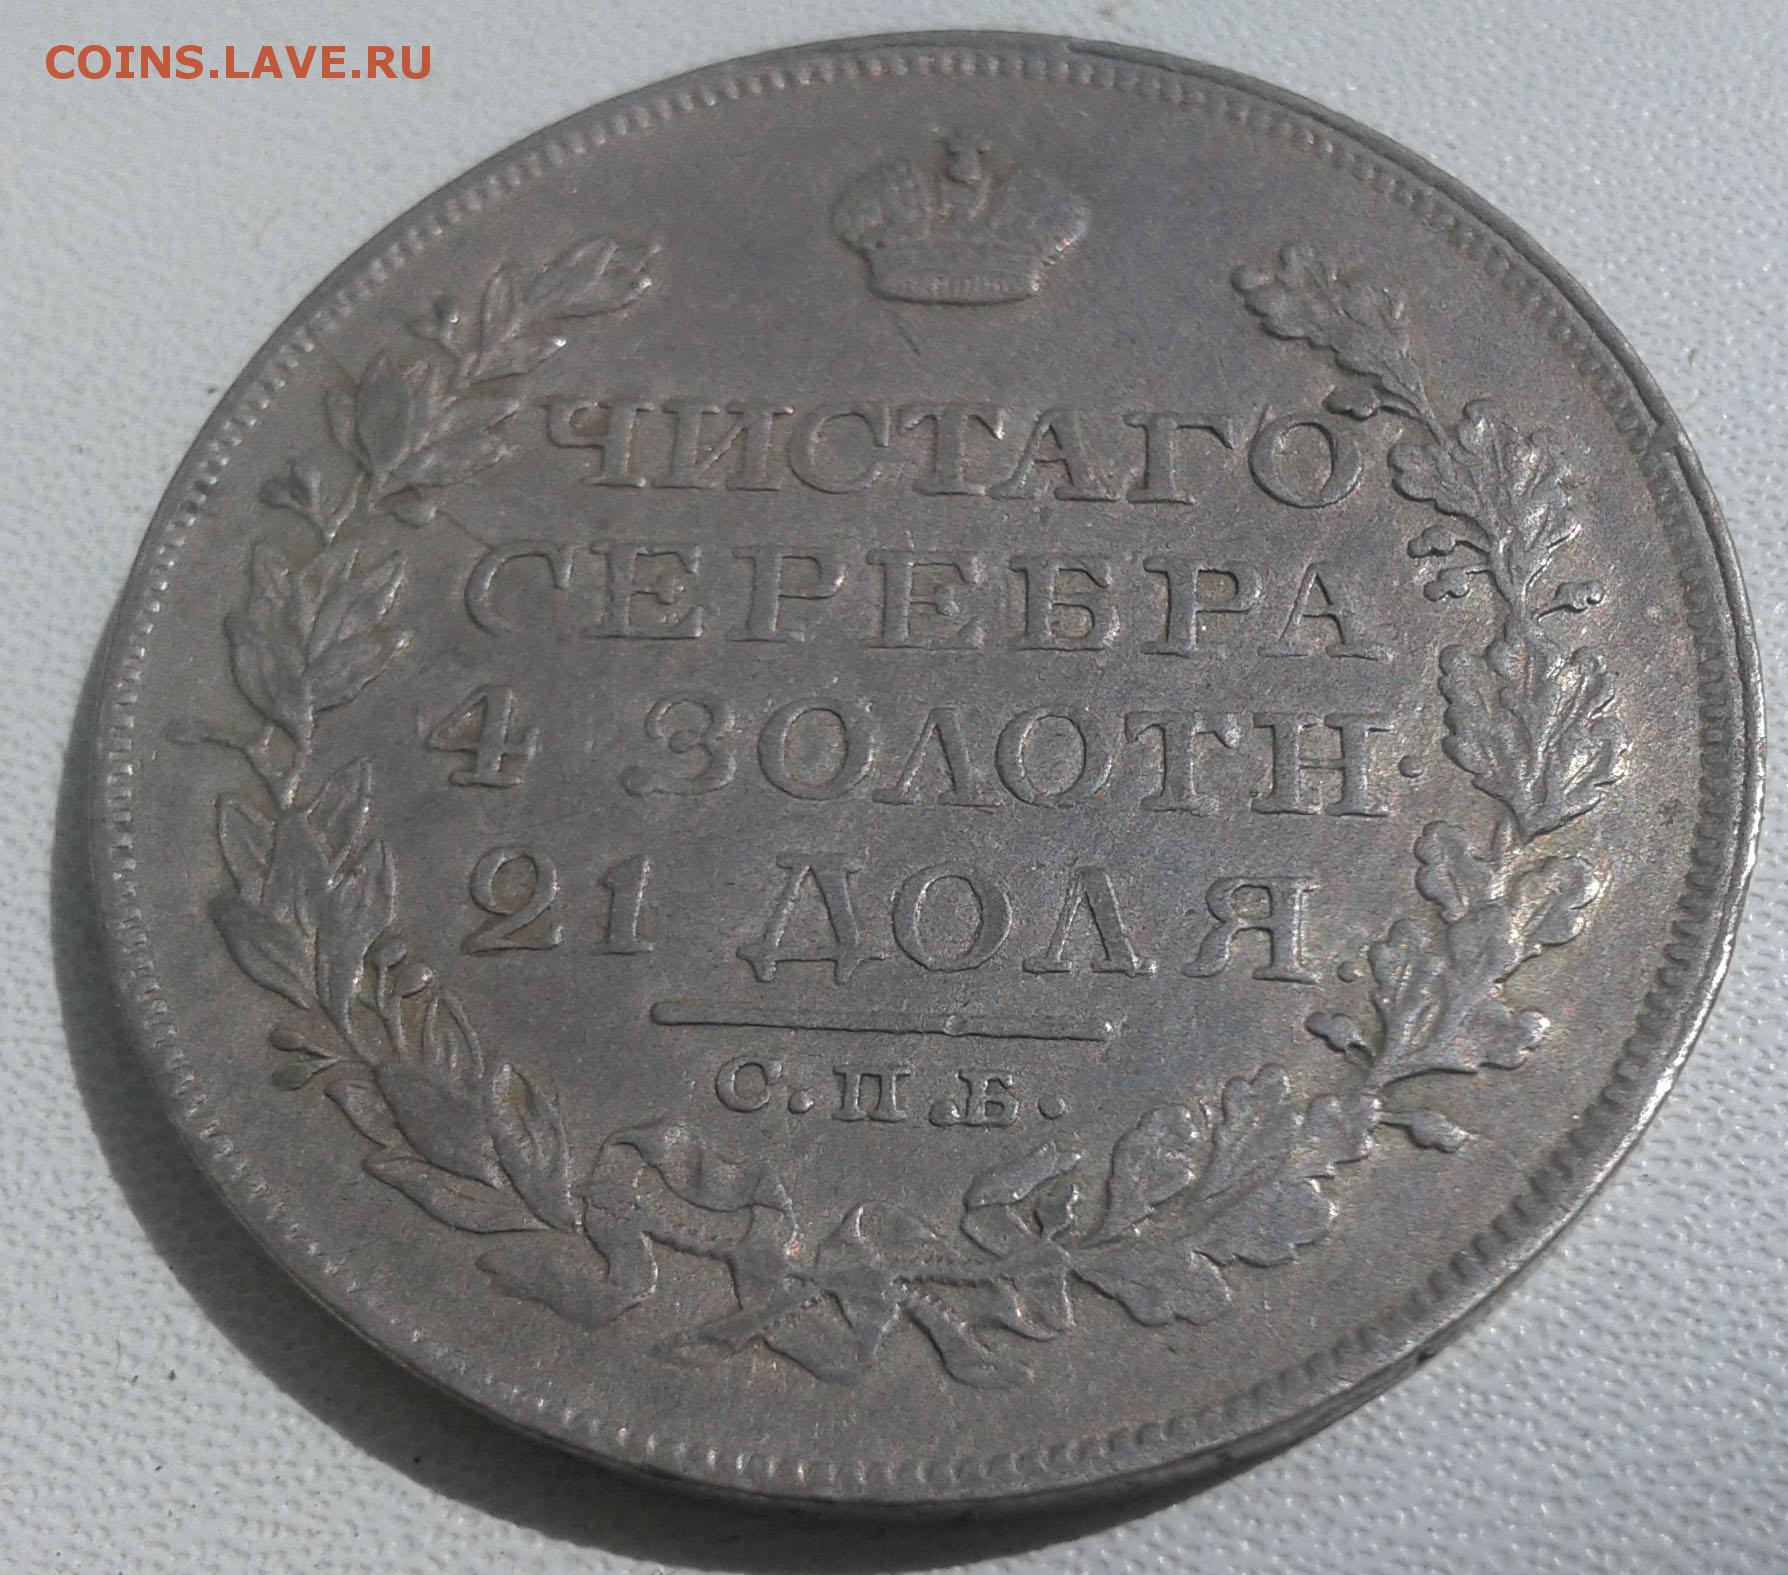 COINS.LAVE.RU
ЧИСТАГО
СЕРЕБРА
4 ЗОЛОТН.
21 ДОЛЯ.
С.П.Б.